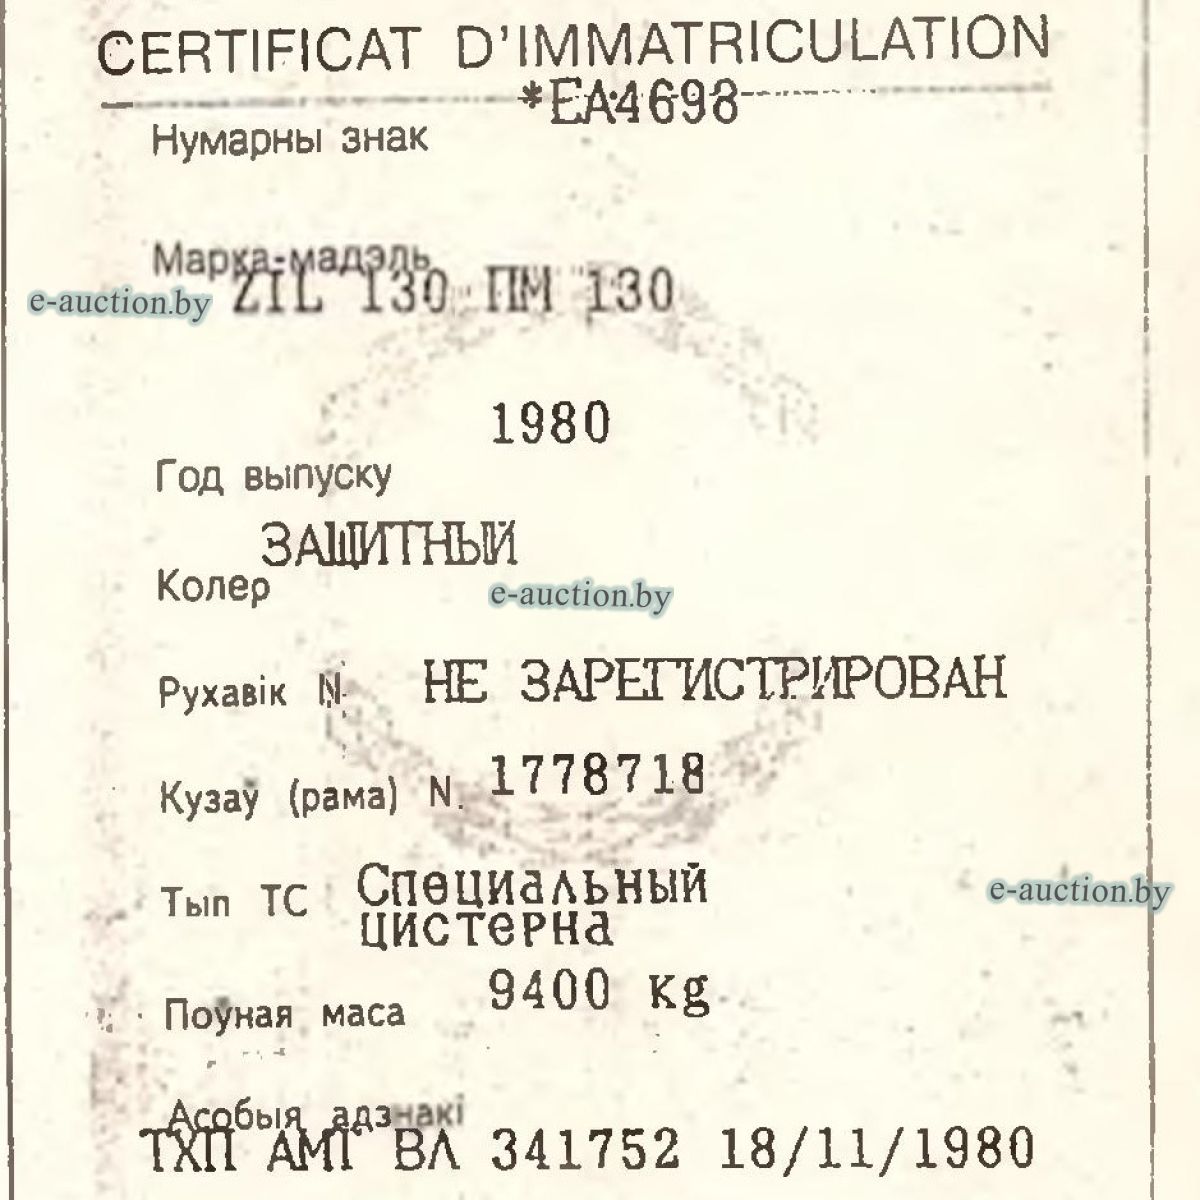 CERTIFICAT D'IMMATRICULATION
*EA4698
Нумарны знак
Марка-мадэль
e-auction.by ZIL 130 ПМ 130
1980
Год выпуску
ЗАЩИТНЫЙ
Колер
e-auction.by
Рухавік N. НЕ ЗАРЕГИСТРИРОВАН
Кузаў (рама) N. 1778718
Тып ТС Специальный
e-auction.by
цистерна
9400 kg
Поўная маса
Асобыя адзнакі
ТХП АМГ ВЛ 341752 18/11/1980